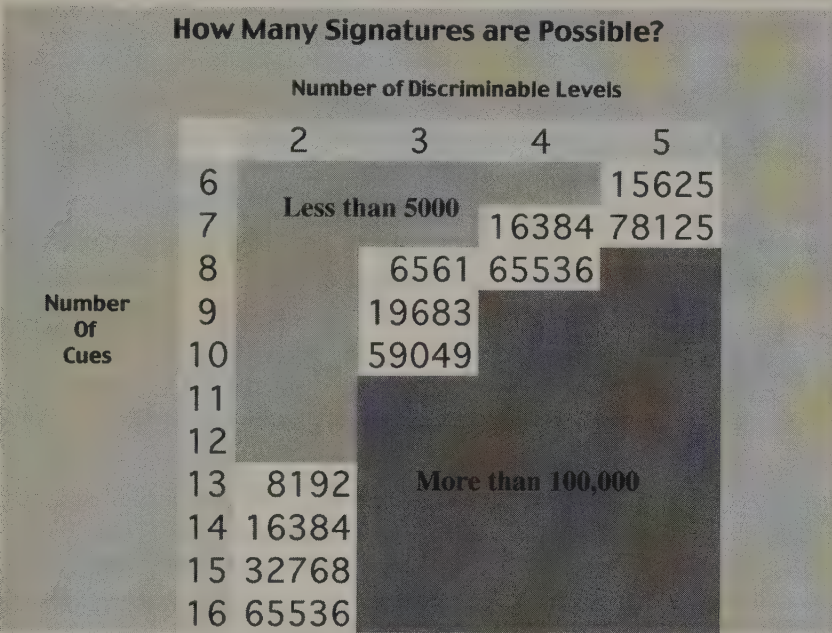 How Many Signatures are Possible?
Number of Discriminable Levels
2 3 4 5
6 15625
Less than 5000
7 16384 78125
8 6561 65536
Number
Of
Cues
9 19683
10 59049
11
12
13 8192
More than 100,000
14 16384
15 32768
16 65536